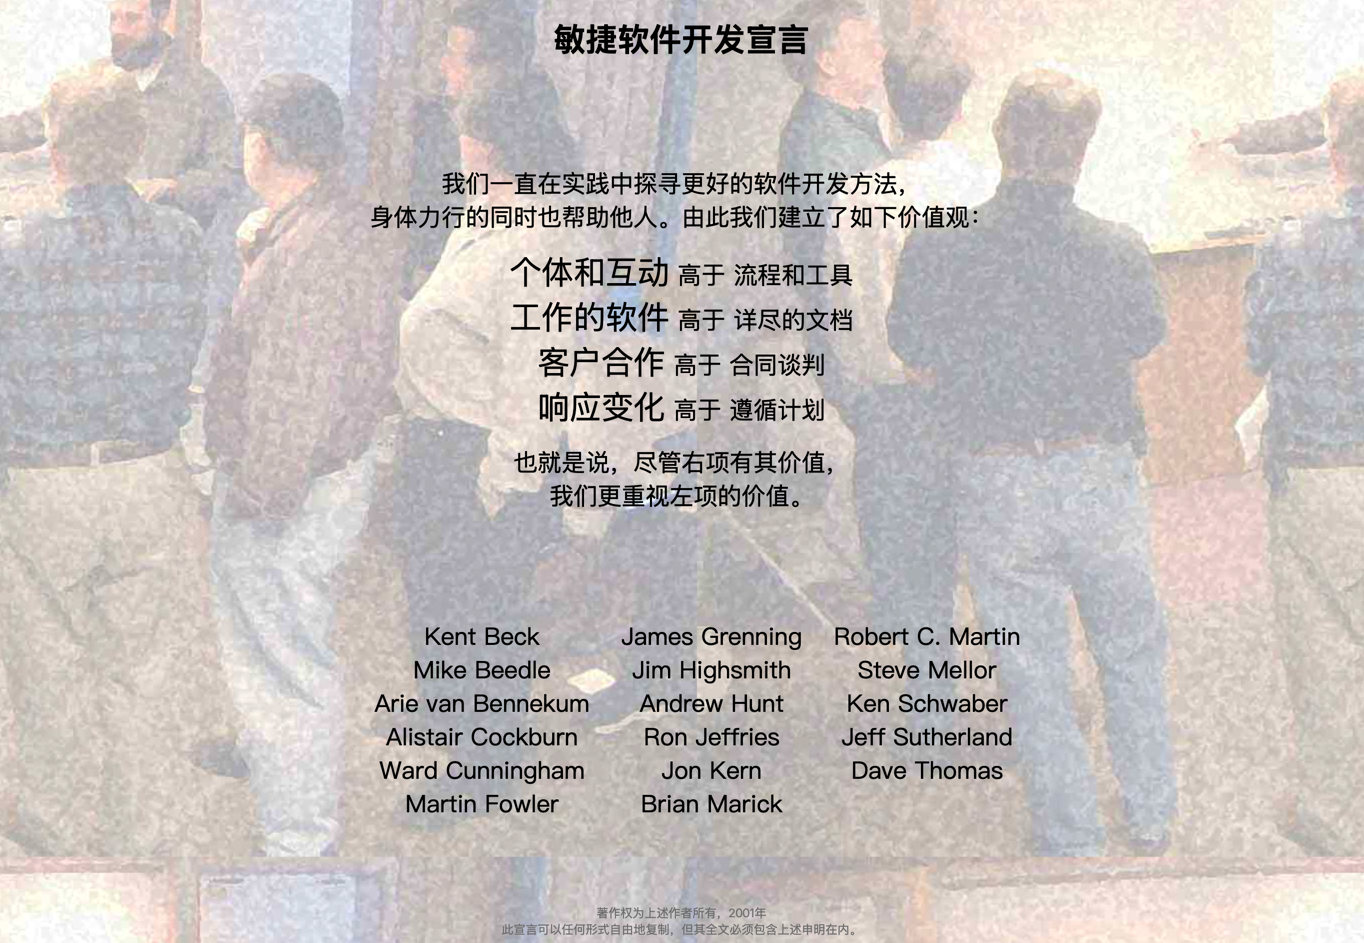 敏捷软件开发宣言
我们一直在实践中探寻更好的软件开发方法，
身体力行的同时也帮助他人。由此我们建立了如下价值观：
个体和互动 高于 流程和工具
工作的软件 高于 详尽的文档
客户合作 高于 合同谈判
响应变化 高于 遵循计划
也就是说，尽管右项有其价值，
我们更重视左项的价值。
Kent Beck
Mike Beedle
Arie van Bennekum
Alistair Cockburn
Ward Cunningham
Martin Fowler
James Grenning
Jim Highsmith
Andrew Hunt
Ron Jeffries
Jon Kern
Brian Marick
Robert C. Martin
Steve Mellor
Ken Schwaber
Jeff Sutherland
Dave Thomas
著作权为上述作者所有，2001年
此宣言可以任何形式自由地复制，但其全文必须包含上述申明在内。